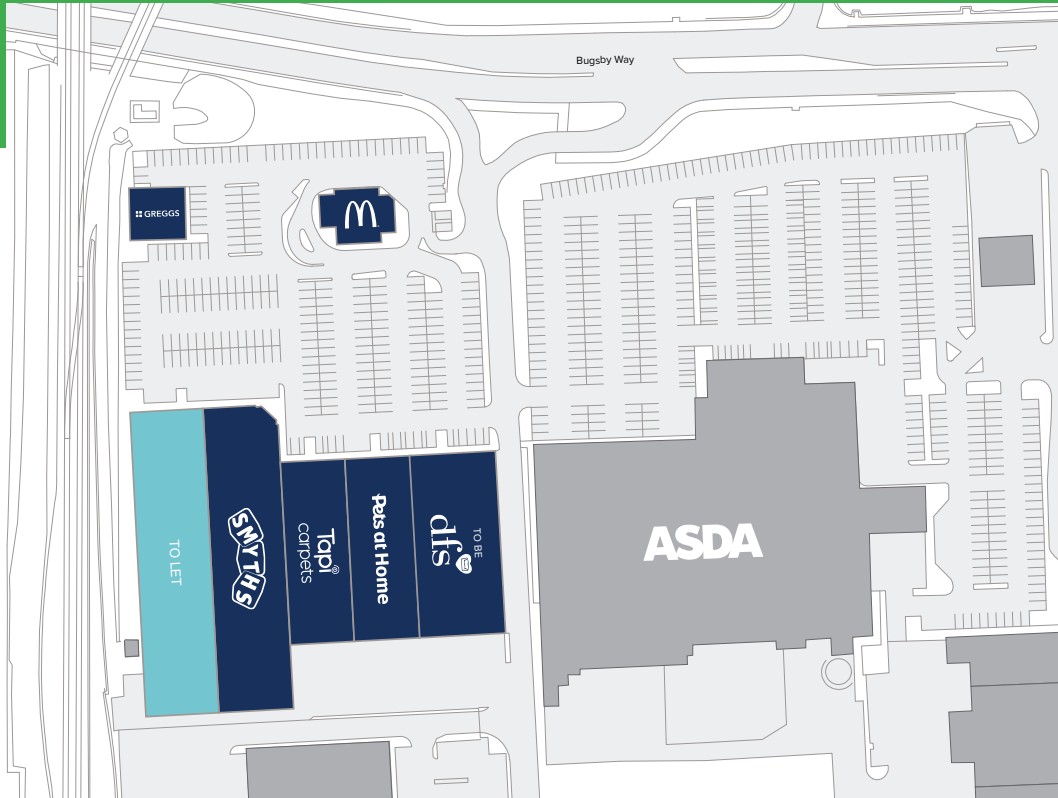 Bugsby Way
GREGGS
M
TO LET
SMYTHS
Tapi
carpets
Pets at Home
TO BE
dfs
ASDA